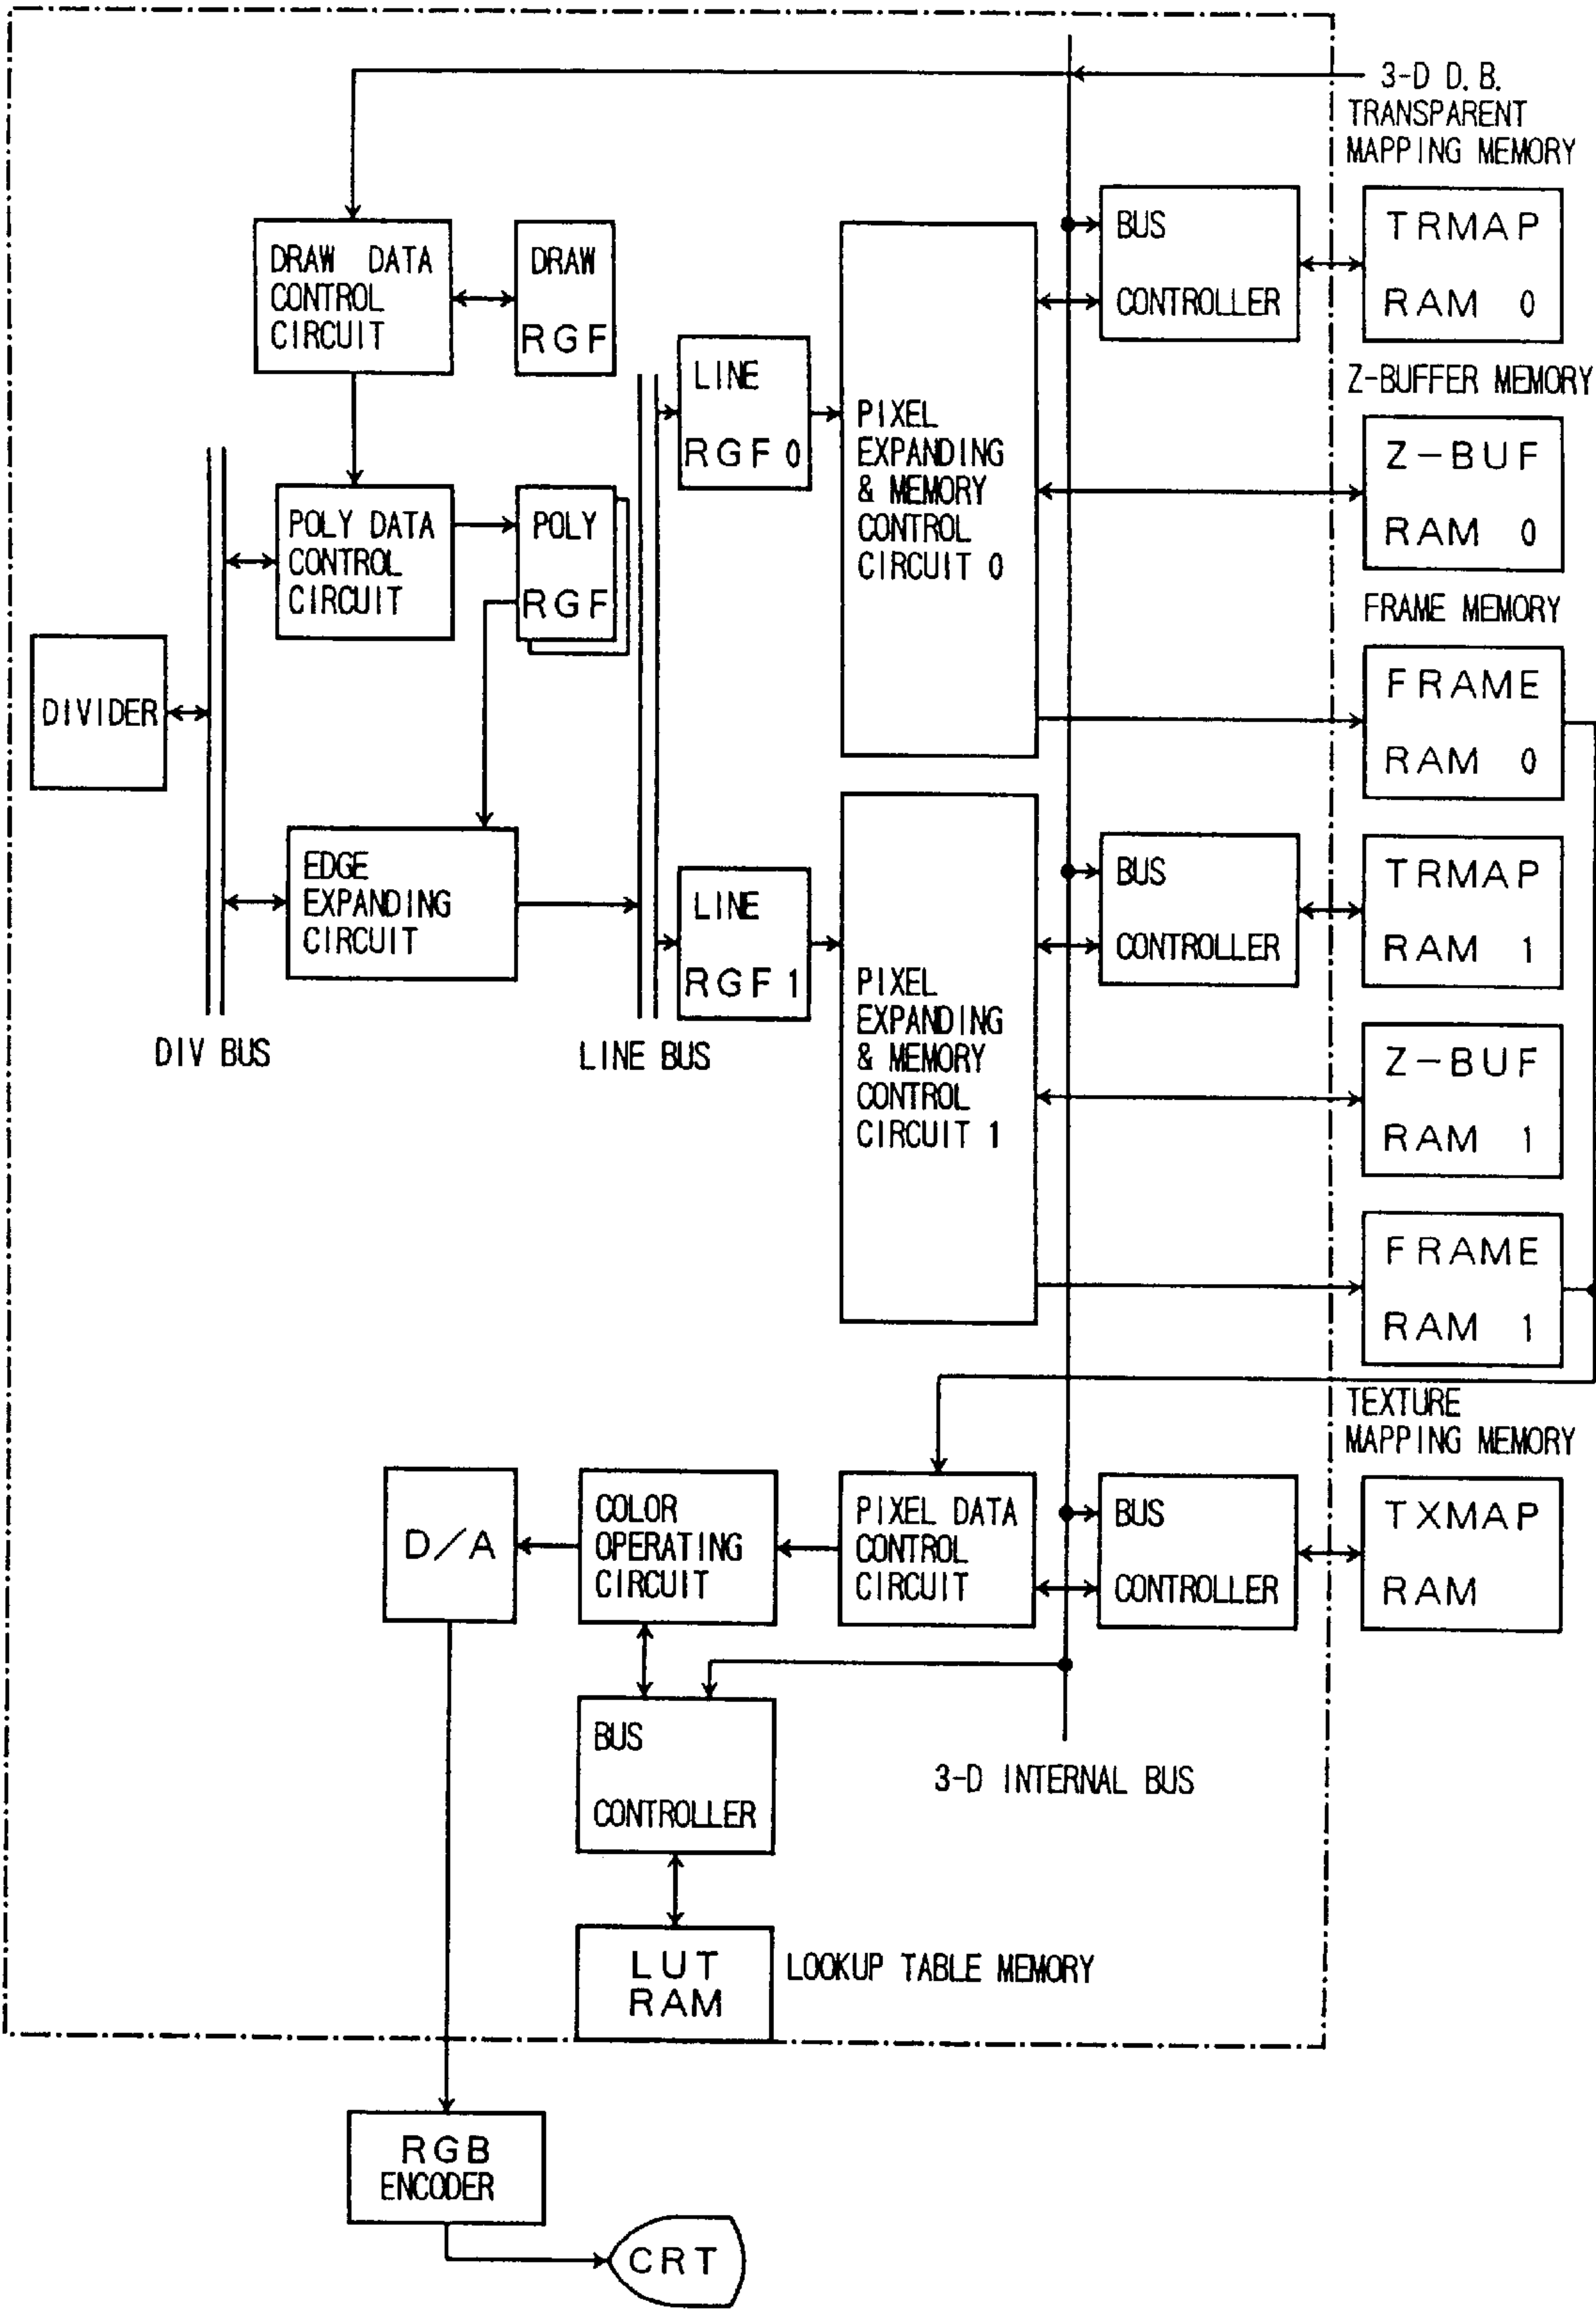 3-D D.B.
TRANSPARENT
MAPPING MEMORY
DRAW DATA
CONTROL
CIRCUIT
DRAW
RGF
BUS
CONTROLLER
TRMAP
RAM 0
LINE
RGF 0
PIXEL
EXPANDING
& MEMORY
CONTROL
CIRCUIT 0
Z-BUFFER MEMORY
Z-BUF
RAM 0
POLY DATA
CONTROL
CIRCUIT
POLY
RGF
FRAME MEMORY
FRAME
RAM 0
DIVIDER
EDGE
EXPANDING
CIRCUIT
LINE
RGF 1
BUS
CONTROLLER
TRMAP
RAM 1
PIXEL
EXPANDING
& MEMORY
CONTROL
CIRCUIT 1
DIV BUS
LINE BUS
Z-BUF
RAM 1
FRAME
RAM 1
TEXTURE
MAPPING MEMORY
D/A
COLOR
OPERATING
CIRCUIT
PIXEL DATA
CONTROL
CIRCUIT
BUS
CONTROLLER
TXMAP
RAM
BUS
CONTROLLER
3-D INTERNAL BUS
LUT
RAM
LOOKUP TABLE MEMORY
RGB
ENCODER
CRT